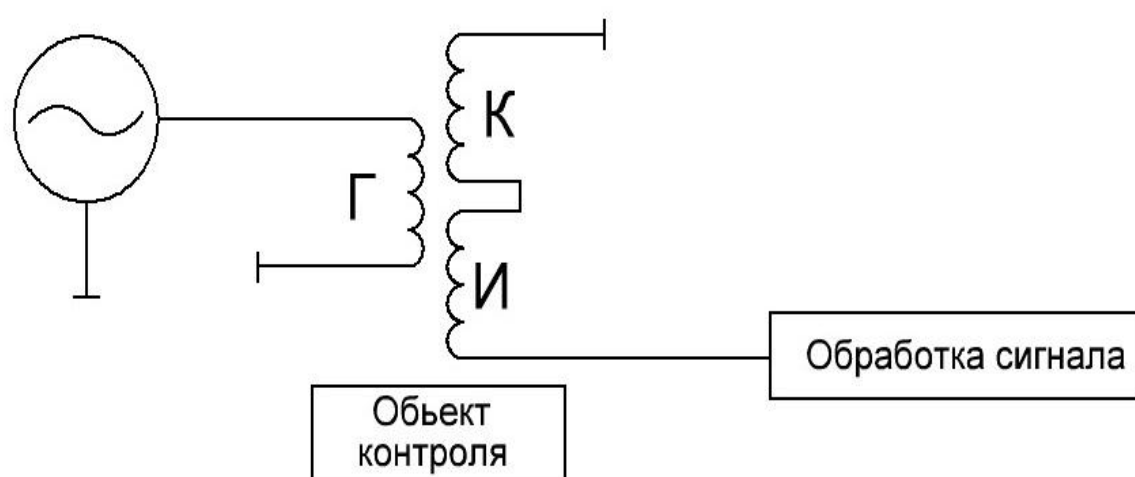 К
Г
И
Обработка сигнала
Обьект
контроля